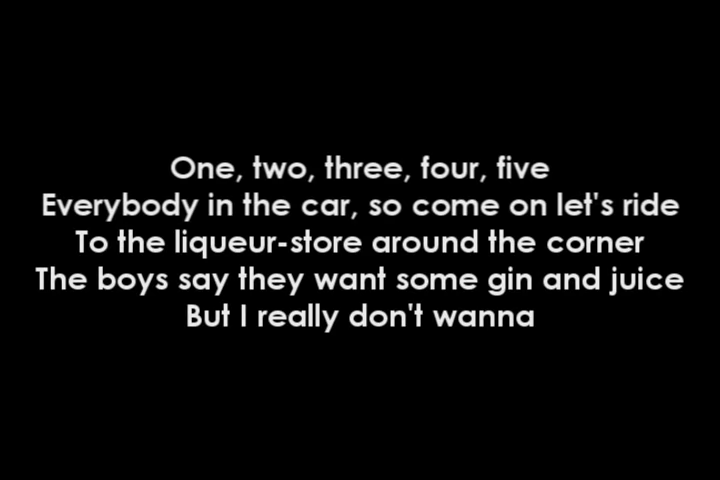 One, two, three, four, five
Everybody in the car, so come on let's ride
To the liqueur-store around the corner
The boys say they want some gin and juice
But I really don't wanna